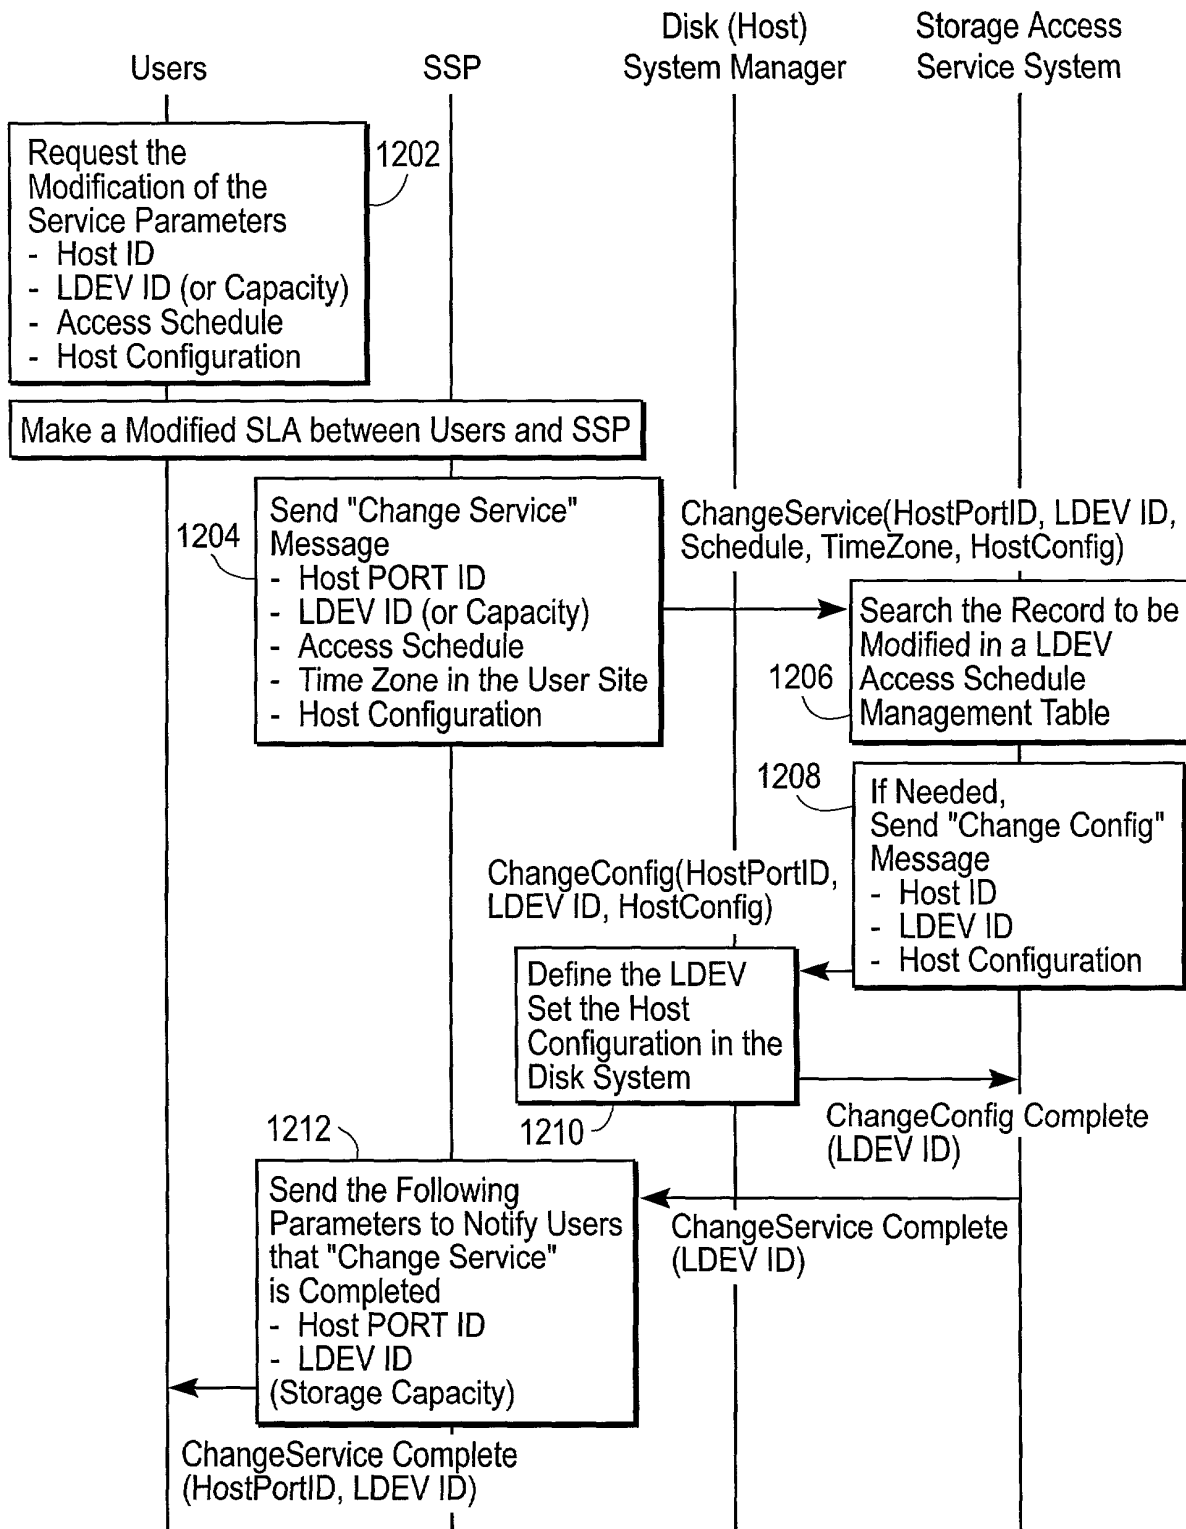 Users
SSP
Disk (Host)
System Manager
Storage Access
Service System
Request the
Modification of the
Service Parameters
- Host ID
- LDEV ID (or Capacity)
- Access Schedule
- Host Configuration
1202
Make a Modified SLA between Users and SSP
1204
Send "Change Service"
Message
- Host PORT ID
- LDEV ID (or Capacity)
- Access Schedule
- Time Zone in the User Site
- Host Configuration
ChangeService(HostPortID, LDEV ID,
Schedule, TimeZone, HostConfig)
Search the Record to be
Modified in a LDEV
Access Schedule
Management Table
1206
1208
If Needed,
Send "Change Config"
Message
- Host ID
- LDEV ID
- Host Configuration
ChangeConfig(HostPortID,
LDEV ID, HostConfig)
Define the LDEV
Set the Host
Configuration in the
Disk System
1210
ChangeConfig Complete
(LDEV ID)
1212
Send the Following
Parameters to Notify Users
that "Change Service"
is Completed
- Host PORT ID
- LDEV ID
(Storage Capacity)
ChangeService Complete
(LDEV ID)
ChangeService Complete
(HostPortID, LDEV ID)